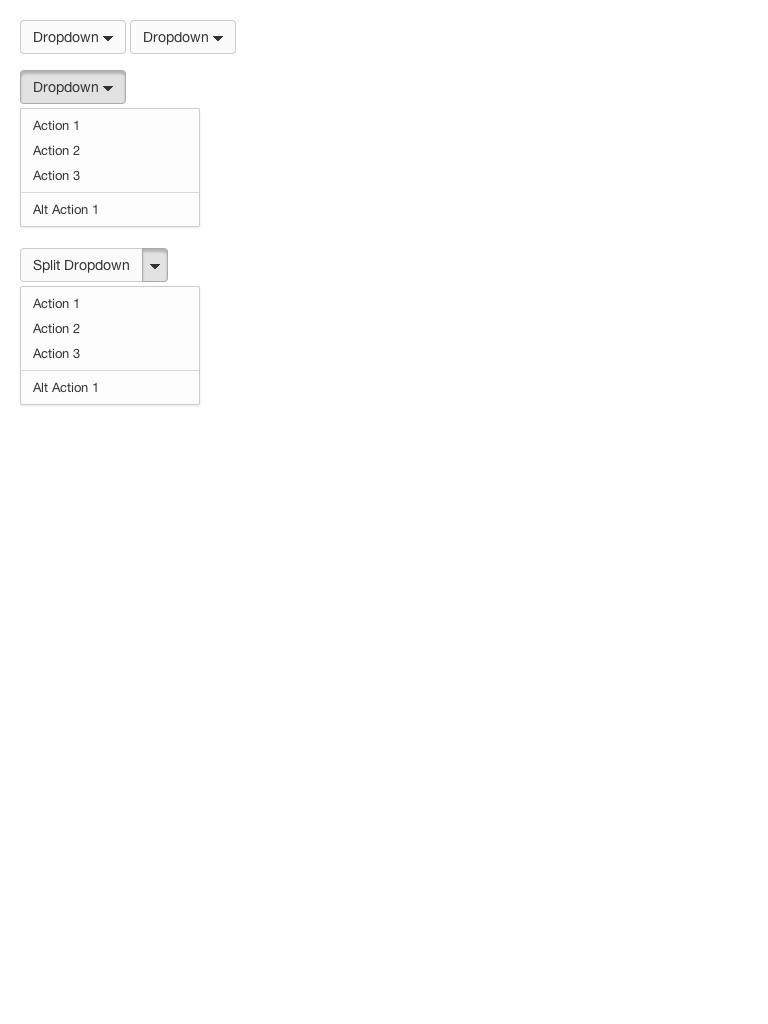 Dropdown Dropdown
Dropdown
Action 1
Action 2
Action 3
Alt Action 1
Split Dropdown
Action 1
Action 2
Action 3
Alt Action 1